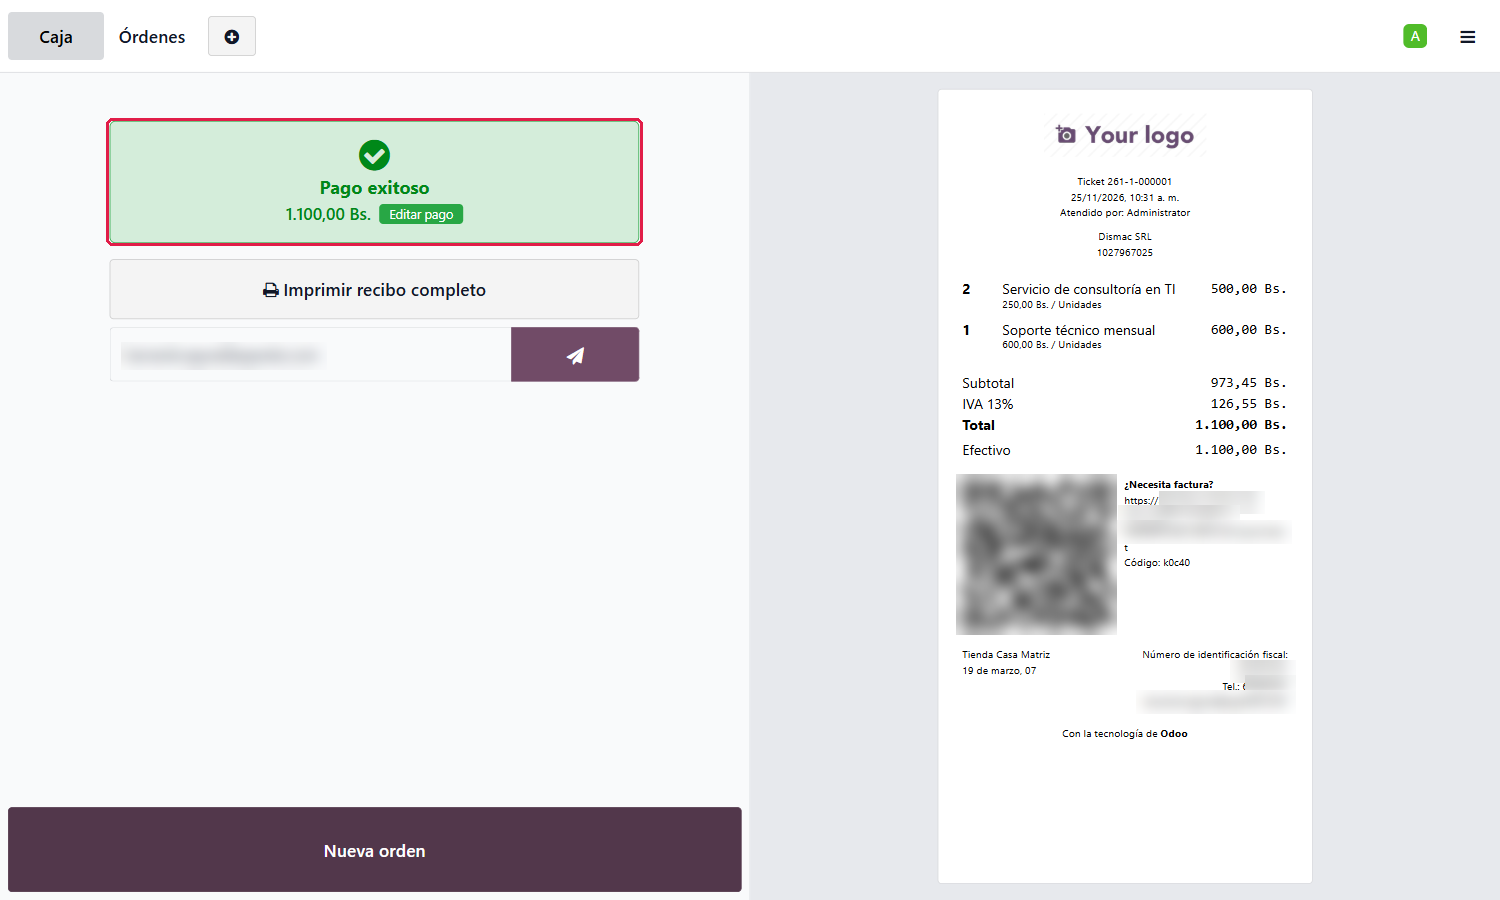 Caja
Órdenes
A
Pago exitoso
1.100,00 Bs. Editar pago
Imprimir recibo completo
Nueva orden
Your logo
Ticket 261-1-000001
25/11/2026, 10:31 a. m.
Atendido por: Administrator
Dismac SRL
1027967025
2 Servicio de consultoría en TI 500,00 Bs.
250,00 Bs. / Unidades
1 Soporte técnico mensual 600,00 Bs.
600,00 Bs. / Unidades
Subtotal 973,45 Bs.
IVA 13% 126,55 Bs.
Total 1.100,00 Bs.
Efectivo 1.100,00 Bs.
¿Necesita factura?
https://
t
Código: k0c40
Tienda Casa Matriz
19 de marzo, 07
Número de identificación fiscal:
Tel.:
Con la tecnología de Odoo